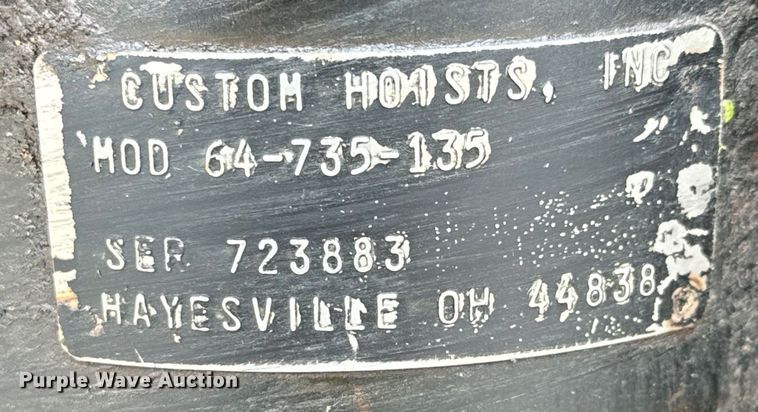 CUSTOM HOISTS, INC
MOD 64-735-135
SER 723883
HAYESVILLE OH 44838
Purple Wave Auction